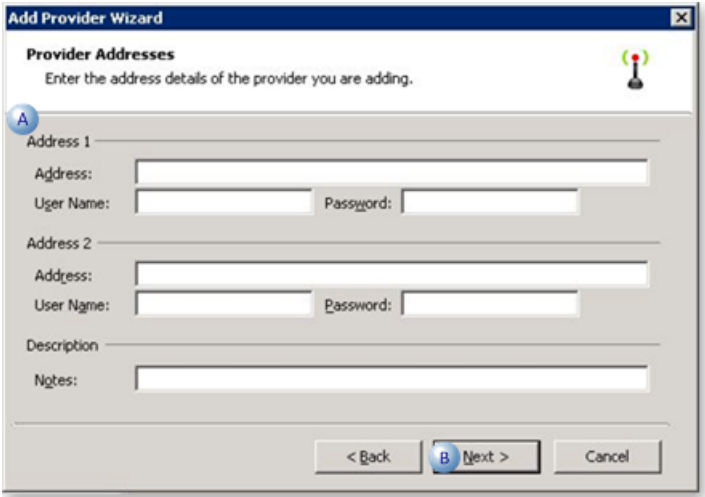 Add Provider Wizard
Provider Addresses
Enter the address details of the provider you are adding.
A
Address 1
Address:
User Name: Password:
Address 2
Address:
User Name: Password:
Description
Notes:
< Back B Next > Cancel